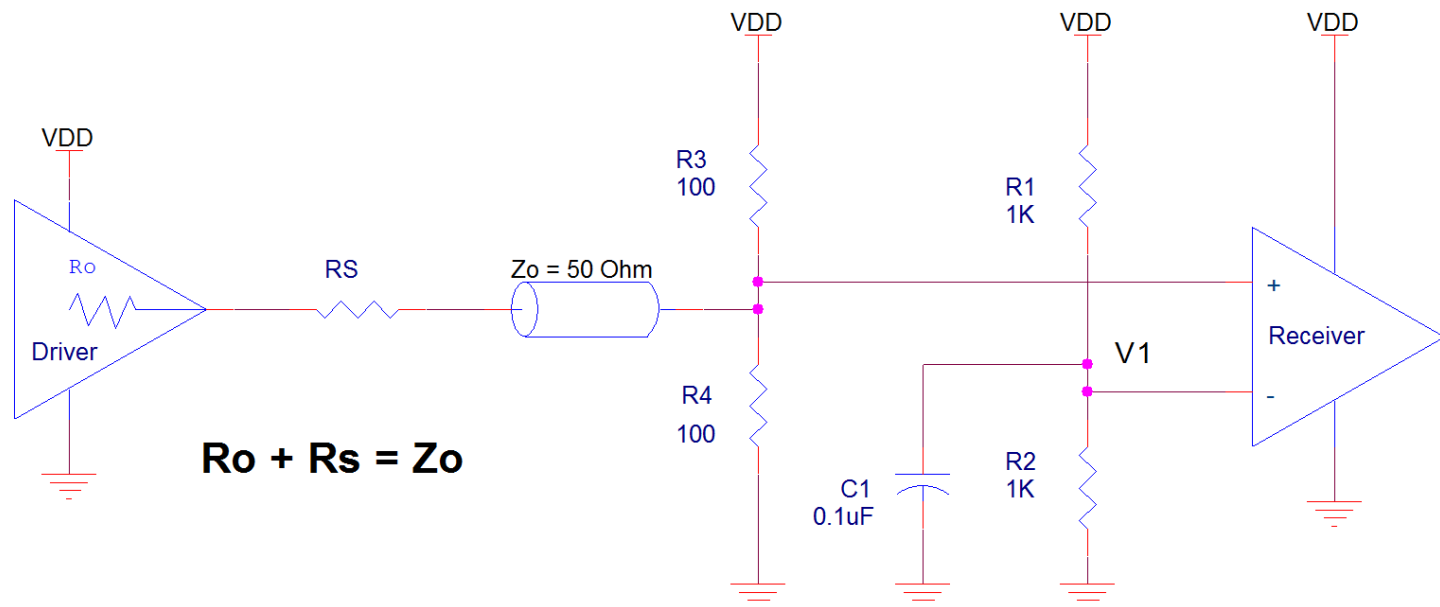 VDD
VDD
VDD
VDD
R3
100
R1
1K
Ro
RS
Zo = 50 Ohm
+
Driver
Receiver
V1
R4
100
-
Ro + Rs = Zo
R2
1K
C1
0.1uF